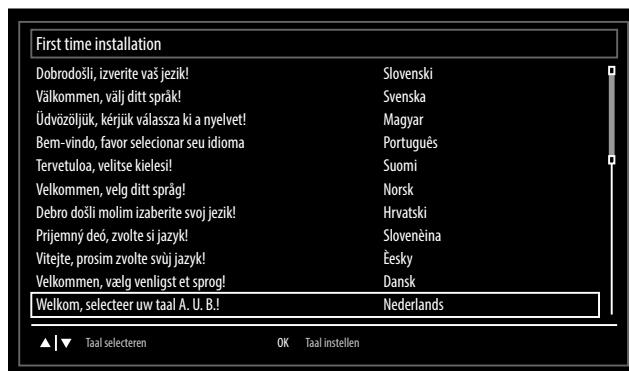 First time installation
Dobrodošli, izverite vaš jezik! Slovenski
Välkommen, välj ditt språk! Svenska
Üdvözöljük, kérjük válassza ki a nyelvet! Magyar
Bem-vindo, favor selecionar seu idioma Português
Tervetuloa, velitse kielesi! Suomi
Velkommen, velg ditt språg! Norsk
Debro došli molim izaberite svoj jezik! Hrvatski
Prijemný deó, zvolte si jazyk! Slovenèina
Vitejte, prosim zvolte svùj jazyk! Èesky
Velkommen, vælg venligst et sprog! Dansk
Welkom, selecteer uw taal A. U. B.! Nederlands
▲|▼ Taal selecteren OK Taal instellen